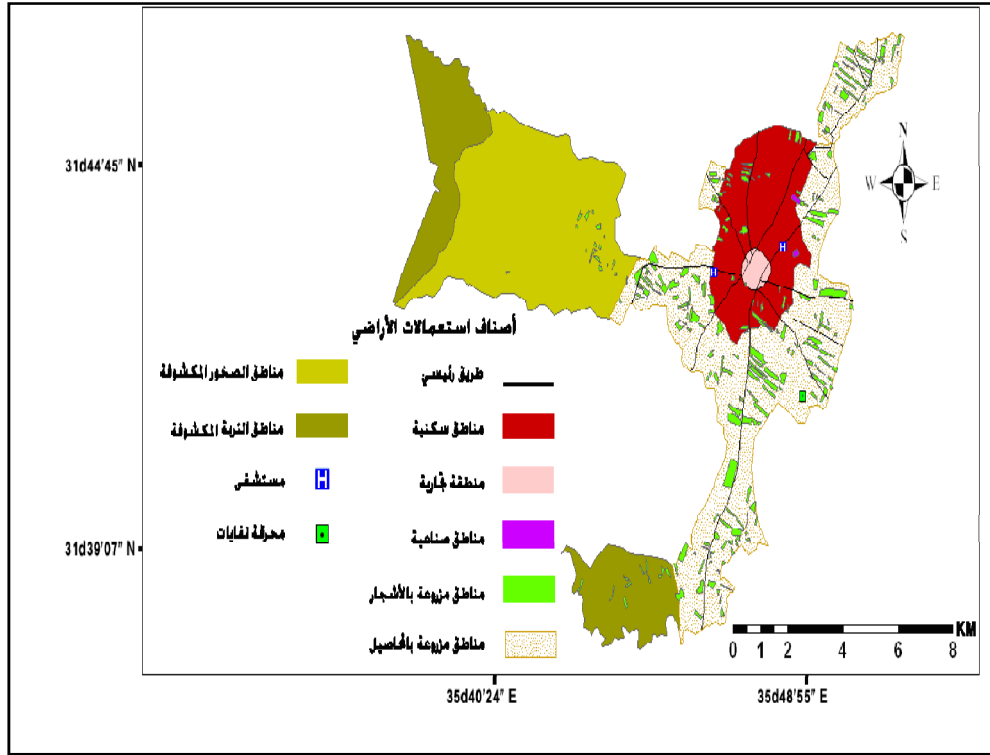 N
W E
S
31d44'45" N
أصناف استعمالات الأراضي
طريق رئيسي
مناطق سكنية
منطقة تجارية
مناطق صناعية
مناطق مزروعة بالأشجار
مناطق مزروعة بالمحاصيل
مناطق الصخور المكشوفة
مناطق التربة المكشوفة
H مستشفى
محرقة نفايات
H
H
31d39'07" N
KM
0 1 2 4 6 8
35d40'24" E
35d48'55" E